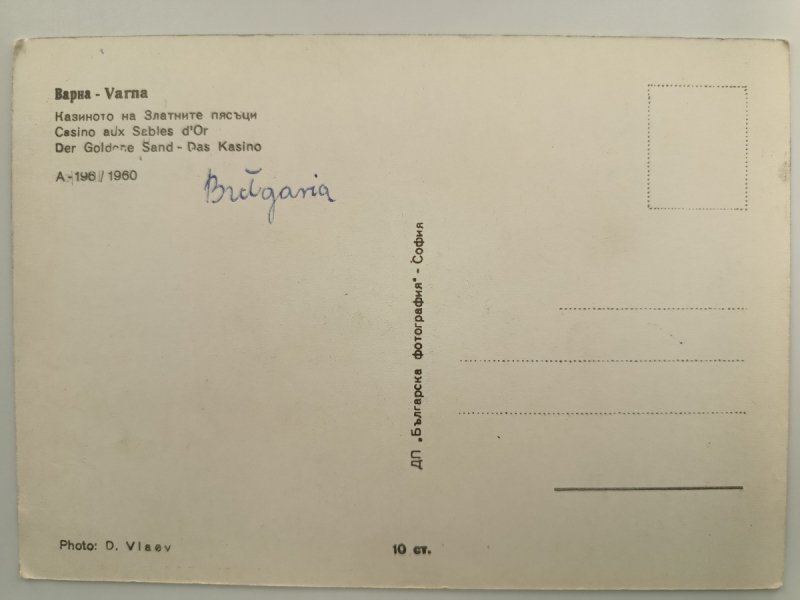 Варна - Varna
Казиното на Златните пясъци
Casino aux Sables d'Or
Der Goldene Sand - Das Kasino
A-196/1960
Bułgaria
ДП „Българска фотография" - София
Photo: D. Vlaev
10 ст.